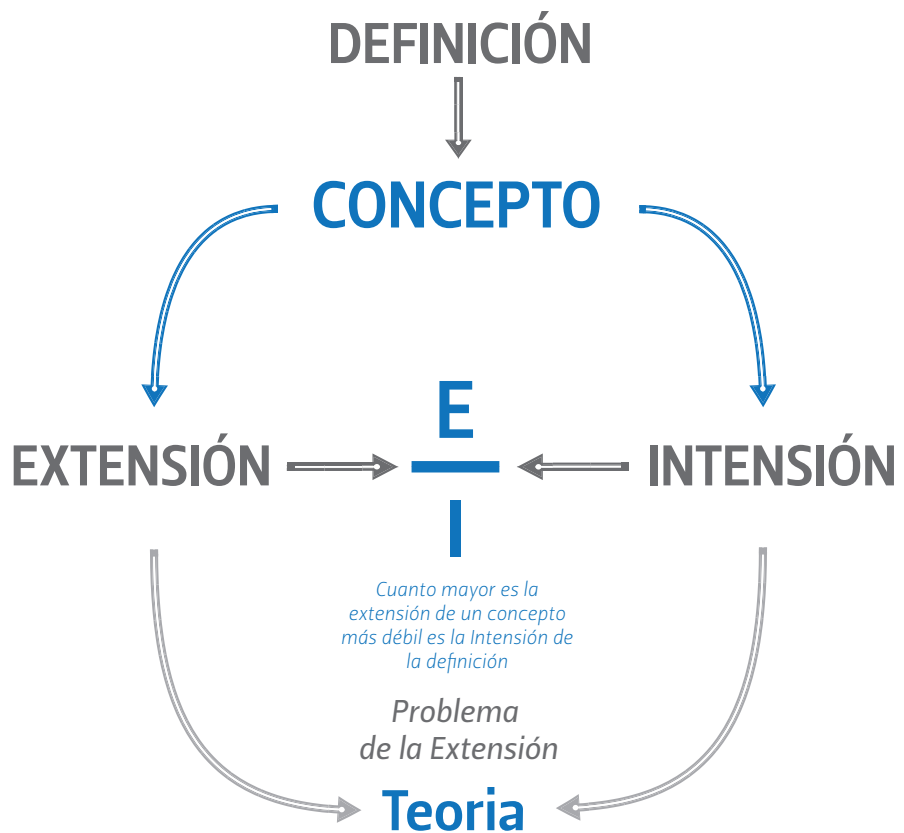 DEFINICIÓN
CONCEPTO
E
EXTENSIÓN
INTENSIÓN
I
Cuanto mayor es la
extensión de un concepto
más débil es la Intensión de
la definición
Problema
de la Extensión
Teoria